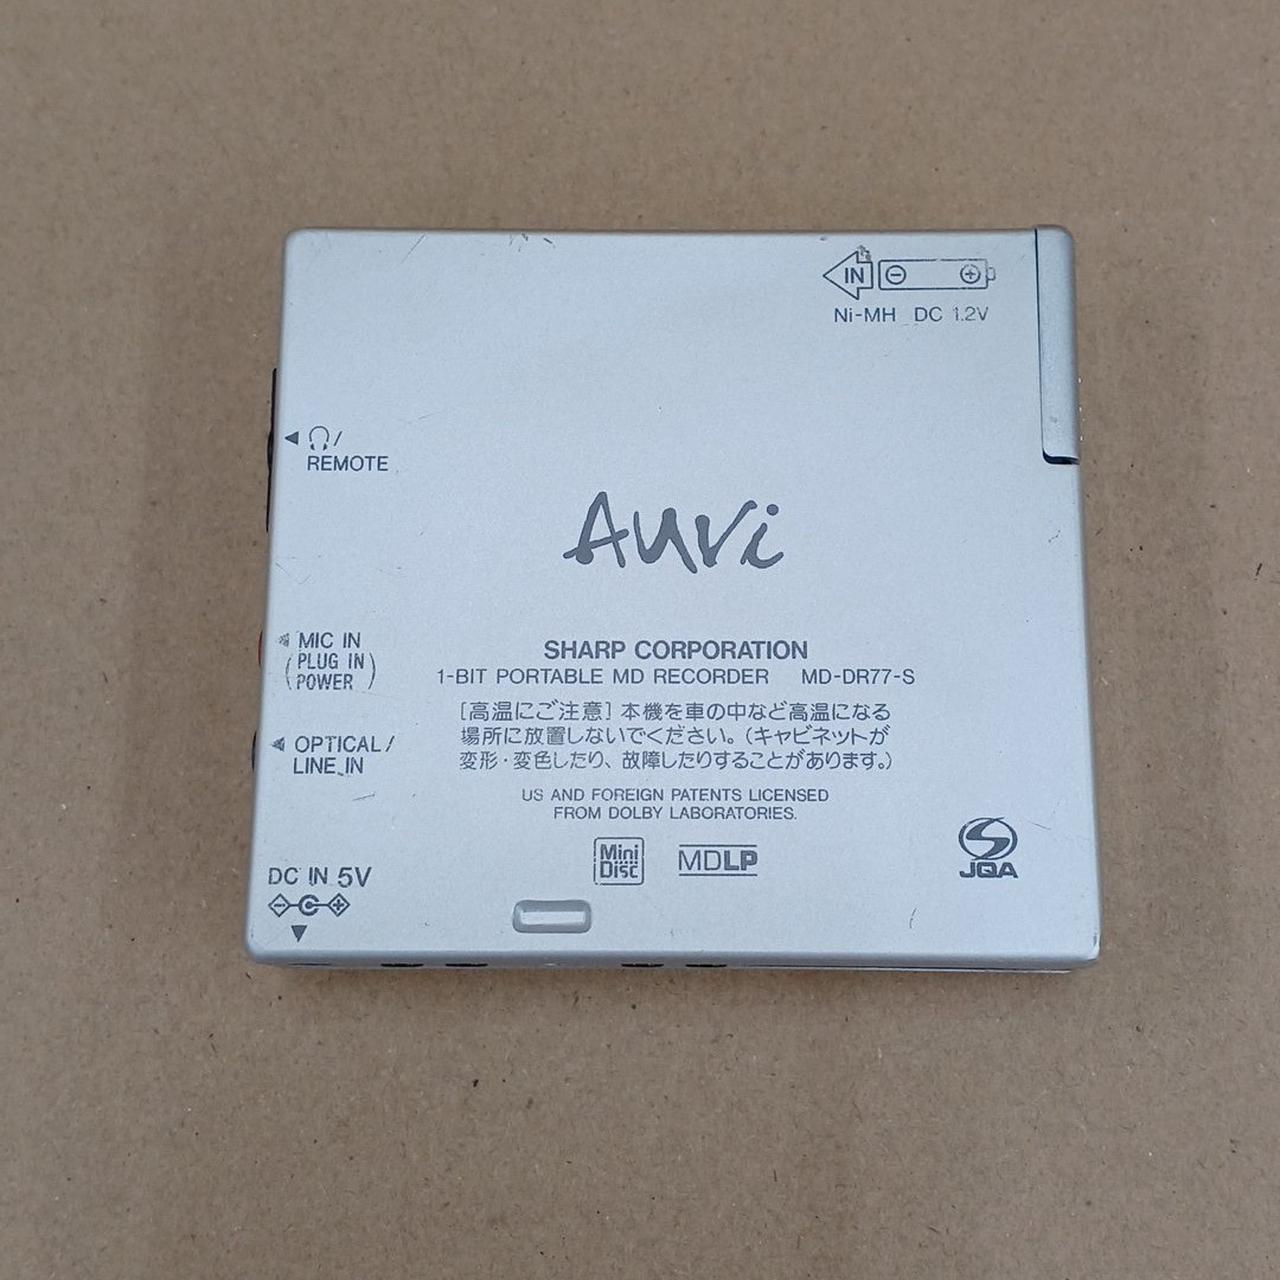 IN
Ni-MH DC 1.2V
REMOTE
Auvi
MIC IN
(PLUG IN
POWER)
OPTICAL/
LINE IN
SHARP CORPORATION
1-BIT PORTABLE MD RECORDER MD-DR77-S
[高温にご注意]本機を車の中など高温になる
場所に放置しないでください。(キャビネットが
変形・変色したり、故障したりすることがあります。)
US AND FOREIGN PATENTS LICENSED
FROM DOLBY LABORATORIES.
Mini
Disc
MDLP
JQA
DC IN 5V